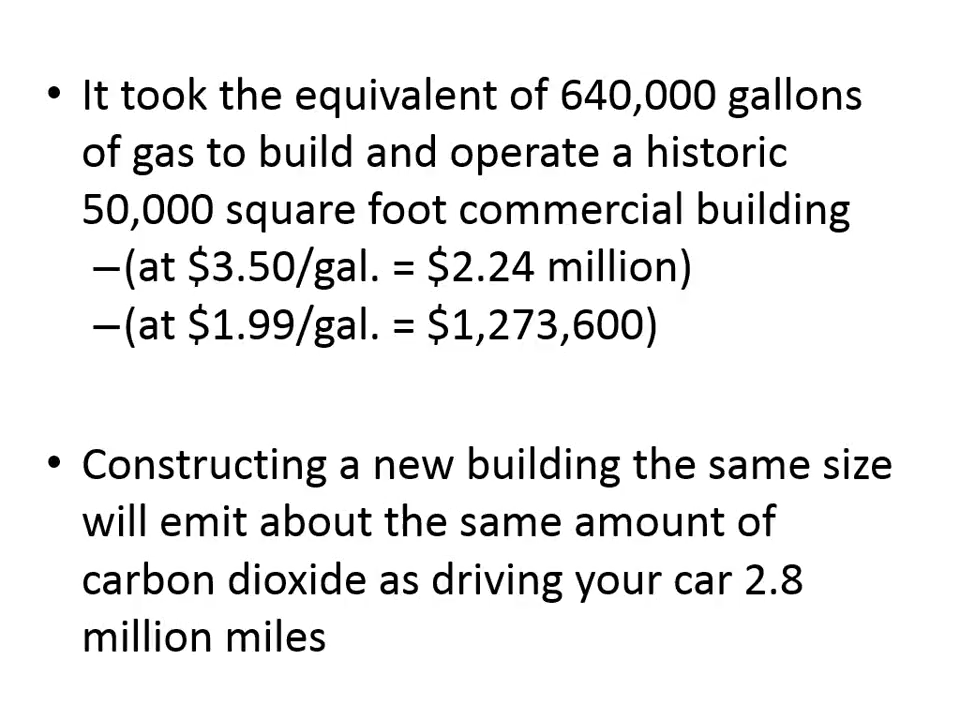 • It took the equivalent of 640,000 gallons
of gas to build and operate a historic
50,000 square foot commercial building
–(at $3.50/gal. = $2.24 million)
–(at $1.99/gal. = $1,273,600)
• Constructing a new building the same size
will emit about the same amount of
carbon dioxide as driving your car 2.8
million miles